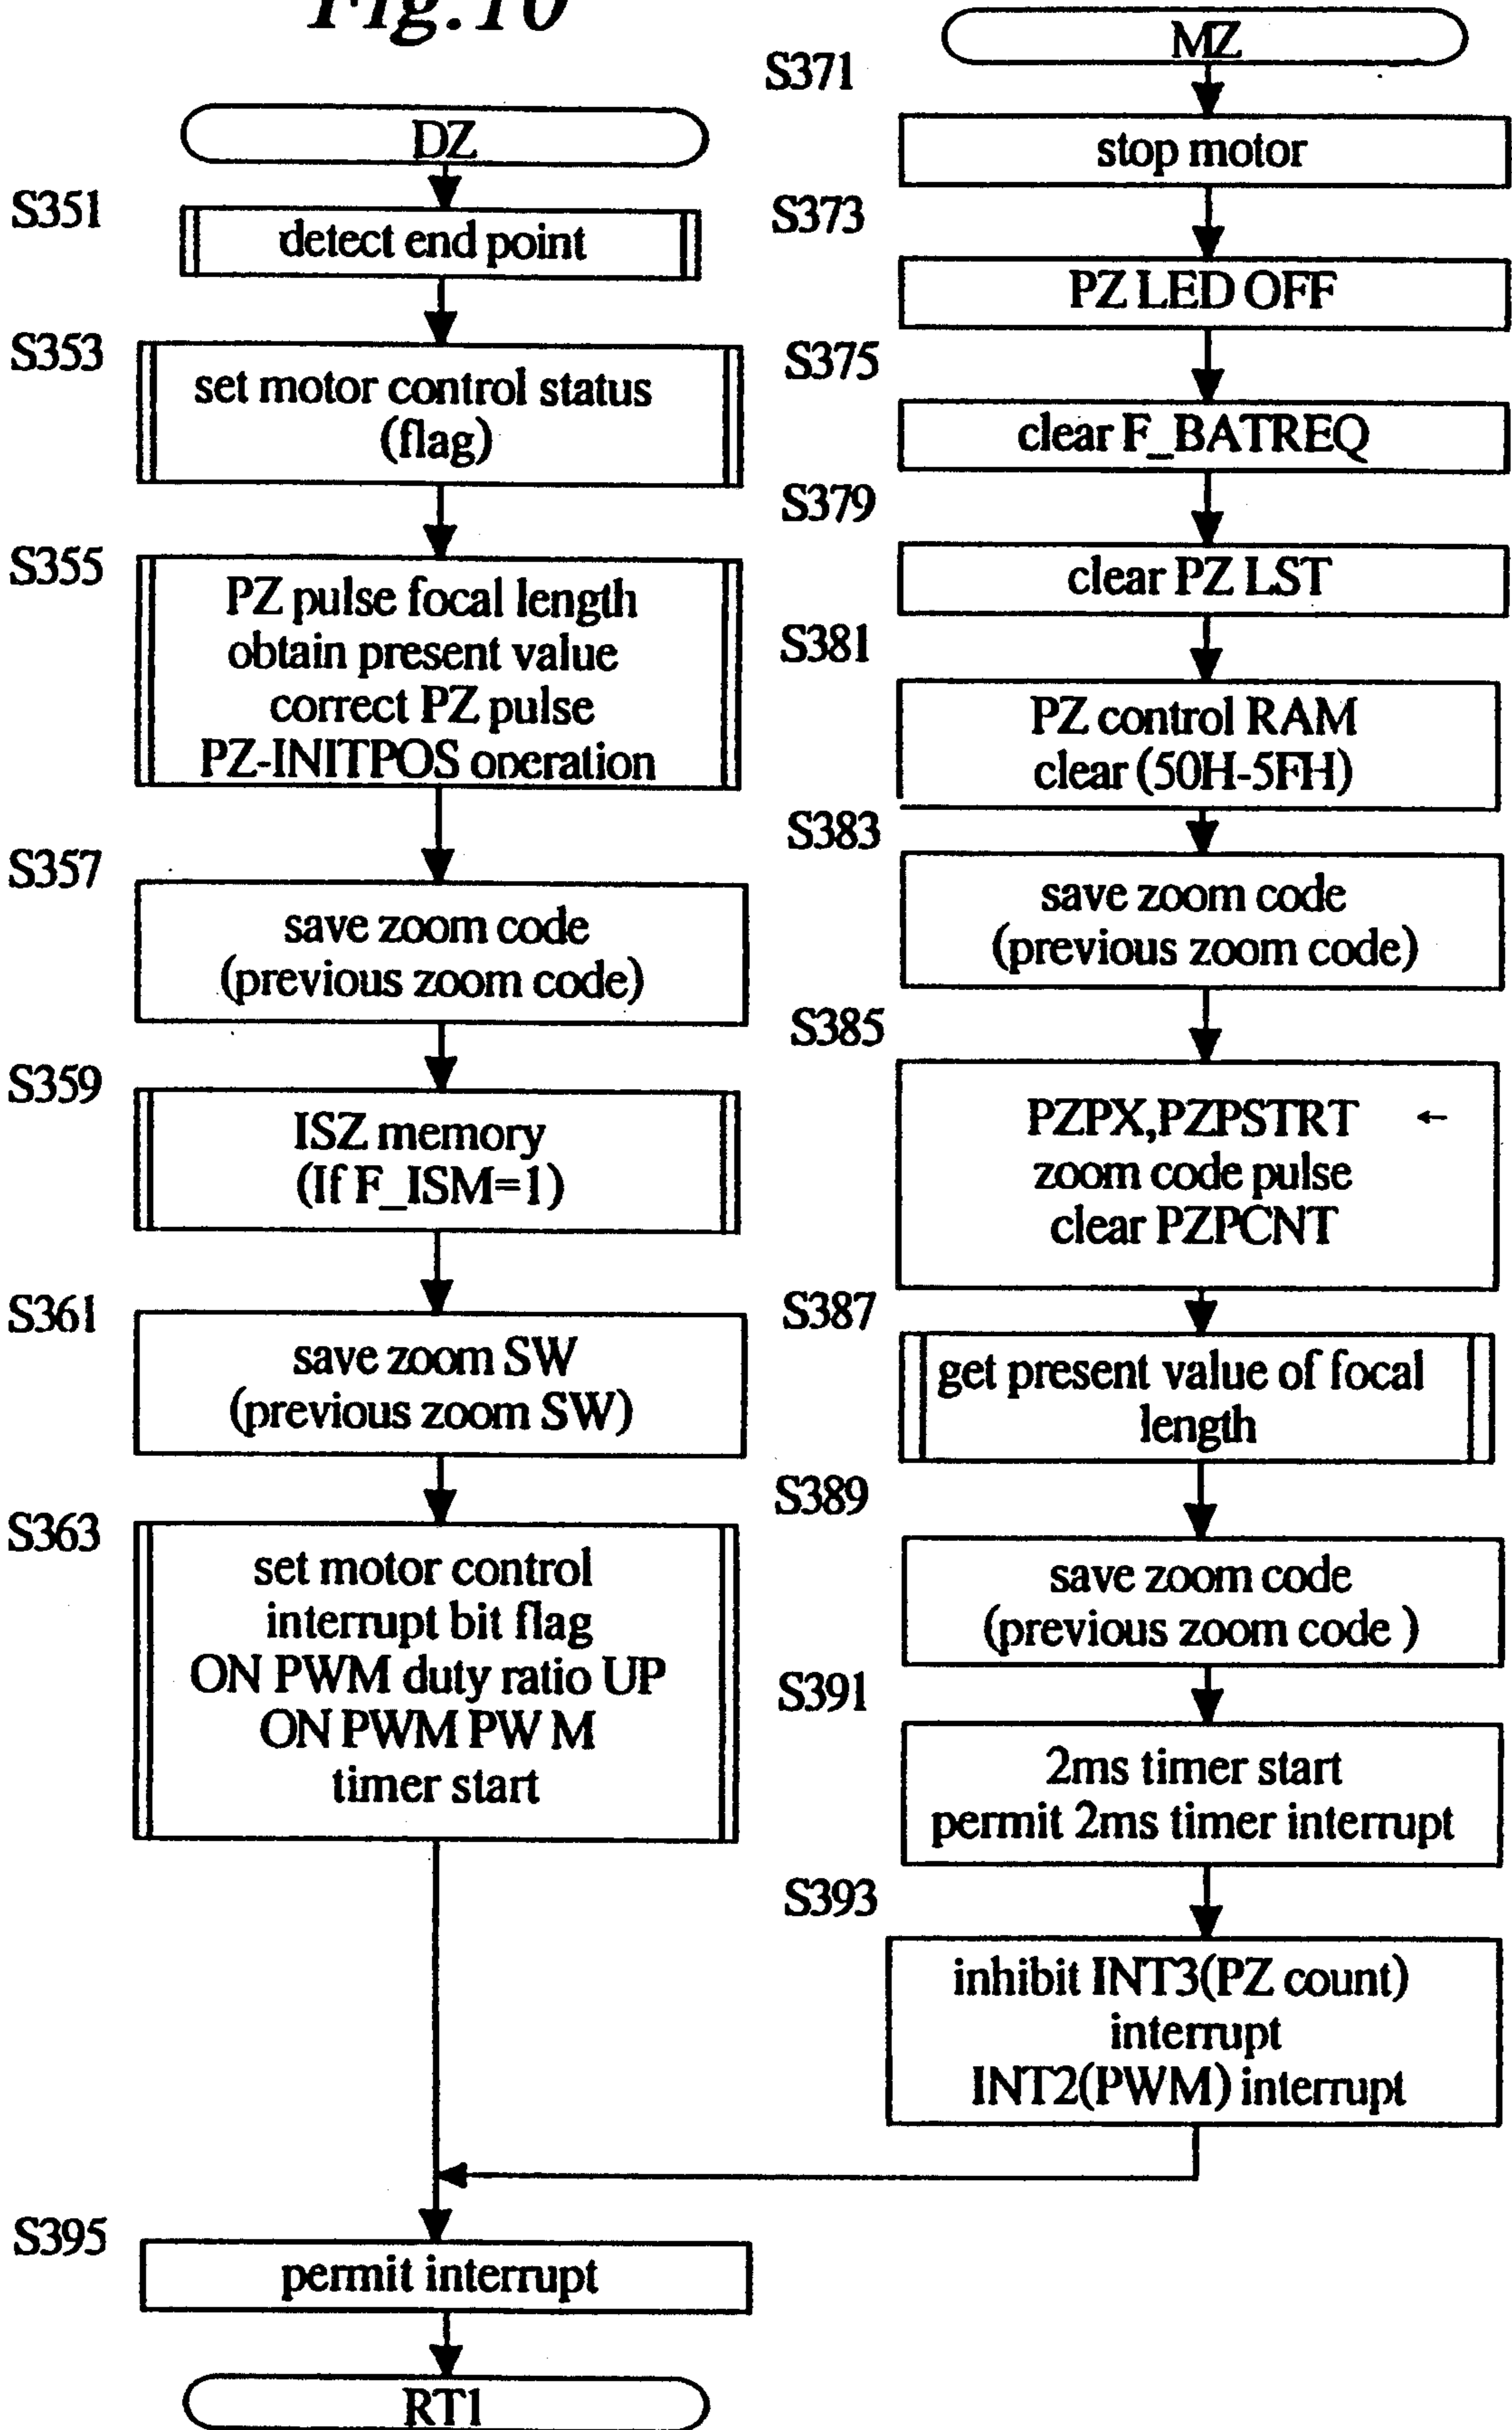 Fig.10
DZ
S351
detect end point
S353
set motor control status
(flag)
S355
PZ pulse focal length
obtain present value
correct PZ pulse
PZ-INITPOS operation
S357
save zoom code
(previous zoom code)
S359
ISZ memory
(If F_ISM=1)
S361
save zoom SW
(previous zoom SW)
S363
set motor control
interrupt bit flag
ON PWM duty ratio UP
ON PWM PW M
timer start
MZ
S371
stop motor
S373
PZ LED OFF
S375
clear F_BATREQ
S379
clear PZ LST
S381
PZ control RAM
clear (50H-5FH)
S383
save zoom code
(previous zoom code)
S385
PZPX,PZPSTRT ←
zoom code pulse
clear PZPCNT
S387
get present value of focal
length
S389
save zoom code
(previous zoom code )
S391
2ms timer start
permit 2ms timer interrupt
S393
inhibit INT3(PZ count)
interrupt
INT2(PWM) interrupt
S395
permit interrupt
RT1